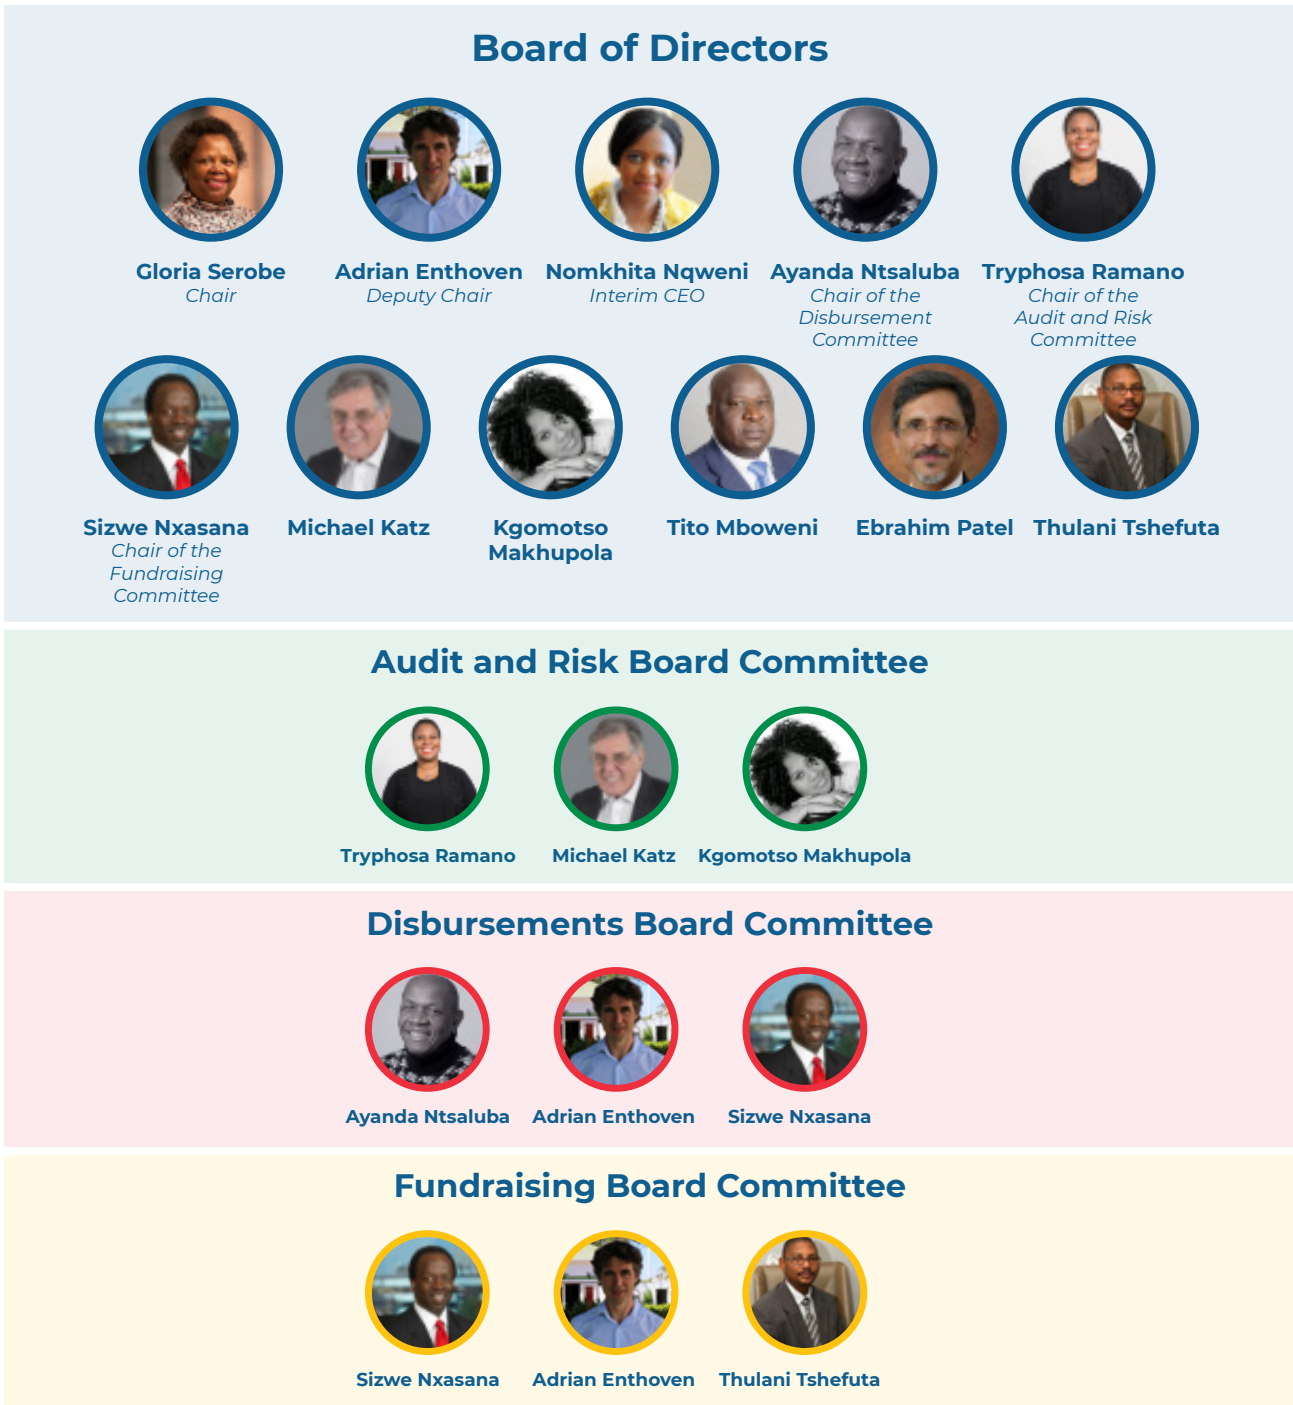 Board of Directors
Gloria Serobe
Chair
Adrian Enthoven
Deputy Chair
Nomkhita Nqweni
Interim CEO
Ayanda Ntsaluba
Chair of the
Disbursement
Committee
Tryphosa Ramano
Chair of the
Audit and Risk
Committee
Sizwe Nxasana
Chair of the
Fundraising
Committee
Michael Katz
Kgomotso
Makhupola
Tito Mboweni
Ebrahim Patel
Thulani Tshefuta
Audit and Risk Board Committee
Tryphosa Ramano
Michael Katz
Kgomotso Makhupola
Disbursements Board Committee
Ayanda Ntsaluba
Adrian Enthoven
Sizwe Nxasana
Fundraising Board Committee
Sizwe Nxasana
Adrian Enthoven
Thulani Tshefuta